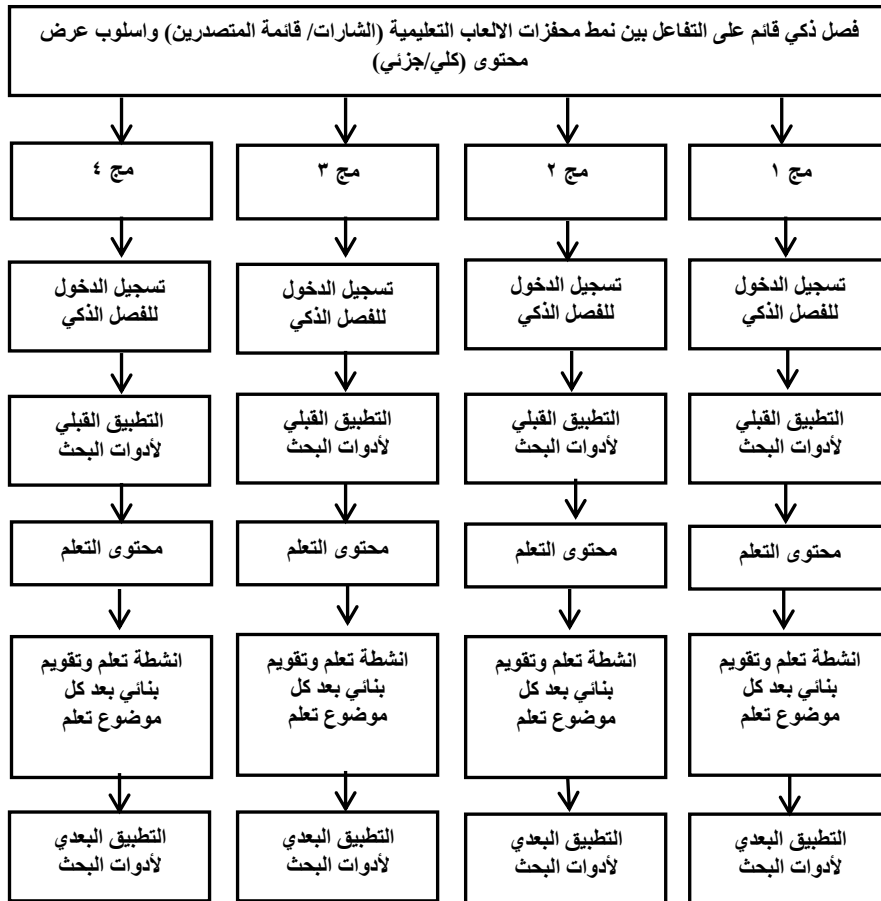 فصل ذكي قائم على التفاعل بين نمط محفزات الالعاب التعليمية (الشارات/ قائمة المتصدرين) واسلوب عرض
محتوى (كلي/جزئي)
مج ١
مج ٢
مج ٣
مج ٤
تسجيل الدخول
للفصل الذكي
تسجيل الدخول
للفصل الذكي
تسجيل الدخول
للفصل الذكي
تسجيل الدخول
للفصل الذكي
التطبيق القبلي
لأدوات البحث
التطبيق القبلي
لأدوات البحث
التطبيق القبلي
لأدوات البحث
التطبيق القبلي
لأدوات البحث
محتوى التعلم
محتوى التعلم
محتوى التعلم
محتوى التعلم
انشطة تعلم وتقويم
بنائي بعد كل
موضوع تعلم
انشطة تعلم وتقويم
بنائي بعد كل
موضوع تعلم
انشطة تعلم وتقويم
بنائي بعد كل
موضوع تعلم
انشطة تعلم وتقويم
بنائي بعد كل
موضوع تعلم
التطبيق البعدي
لأدوات البحث
التطبيق البعدي
لأدوات البحث
التطبيق البعدي
لأدوات البحث
التطبيق البعدي
لأدوات البحث